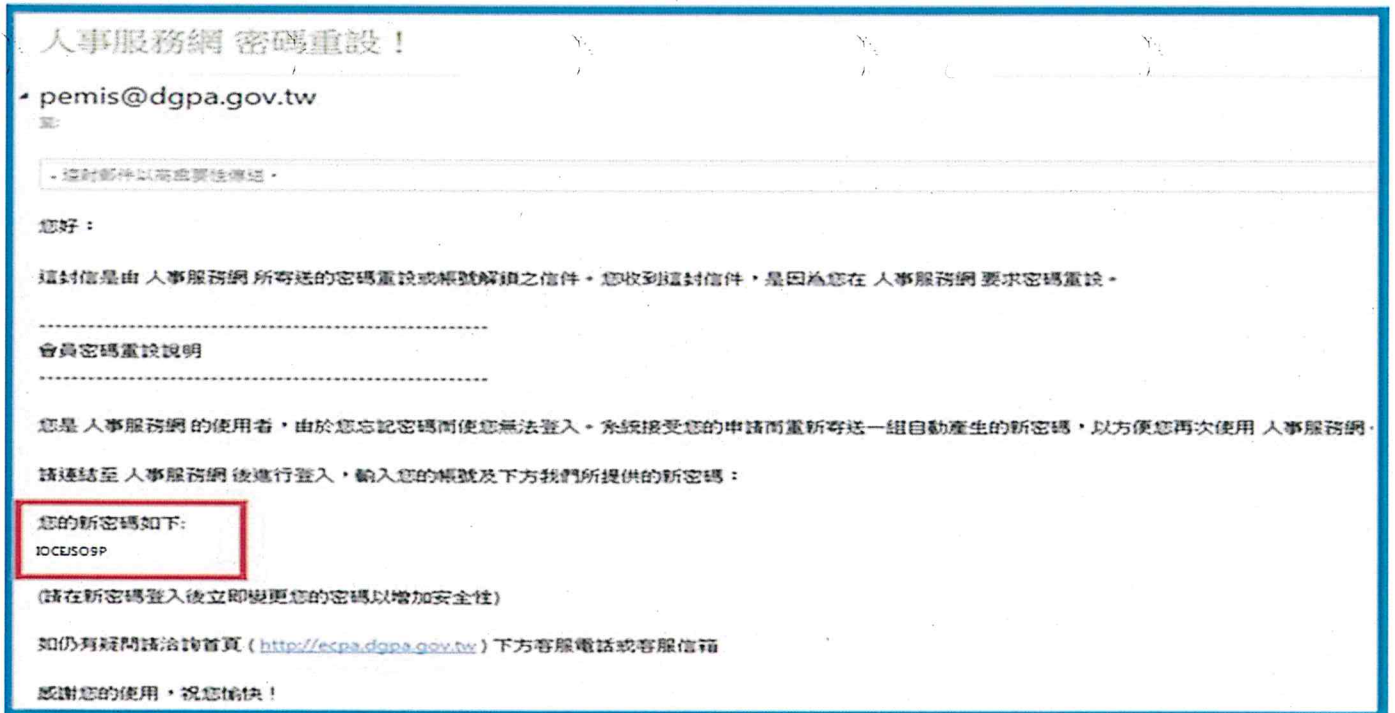 人事服務網 密碼重設！
pemis@dgpa.gov.tw
至:
這封郵件以高重要性傳送。
您好：
這封信是由 人事服務網 所寄送的密碼重設或帳號解鎖之信件。您收到這封信件，是因為您在 人事服務網 要求密碼重設。
--------------------------------------------------------
會員密碼重設說明
--------------------------------------------------------
您是 人事服務網 的使用者，由於您忘記密碼而使您無法登入。系統接受您的申請而重新寄送一組自動產生的新密碼，以方便您再次使用 人事服務網.
請連結至 人事服務網 後進行登入，輸入您的帳號及下方我們所提供的新密碼：
您的新密碼如下:
IOCEJSO9P
(請在新密碼登入後立即變更您的密碼以增加安全性)
如仍有疑問請洽詢首頁 ( http://ecpa.dgpa.gov.tw ) 下方客服電話或客服信箱
感謝您的使用，祝您愉快！